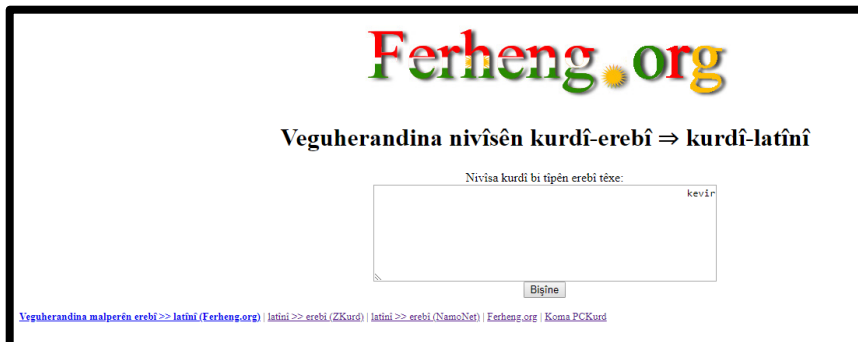 Ferheng.org
Veguherandina nivîsên kurdî-erebî ⇒ kurdî-latînî
Nivîsa kurdî bi tîpên erebî têxe:
kevir
Bişîne
Veguherandina malperên erebî >> latînî (Ferheng.org) | latînî >> erebî (ZKurd) | latînî >> erebî (NamoNet) | Ferheng.org | Koma PCKurd